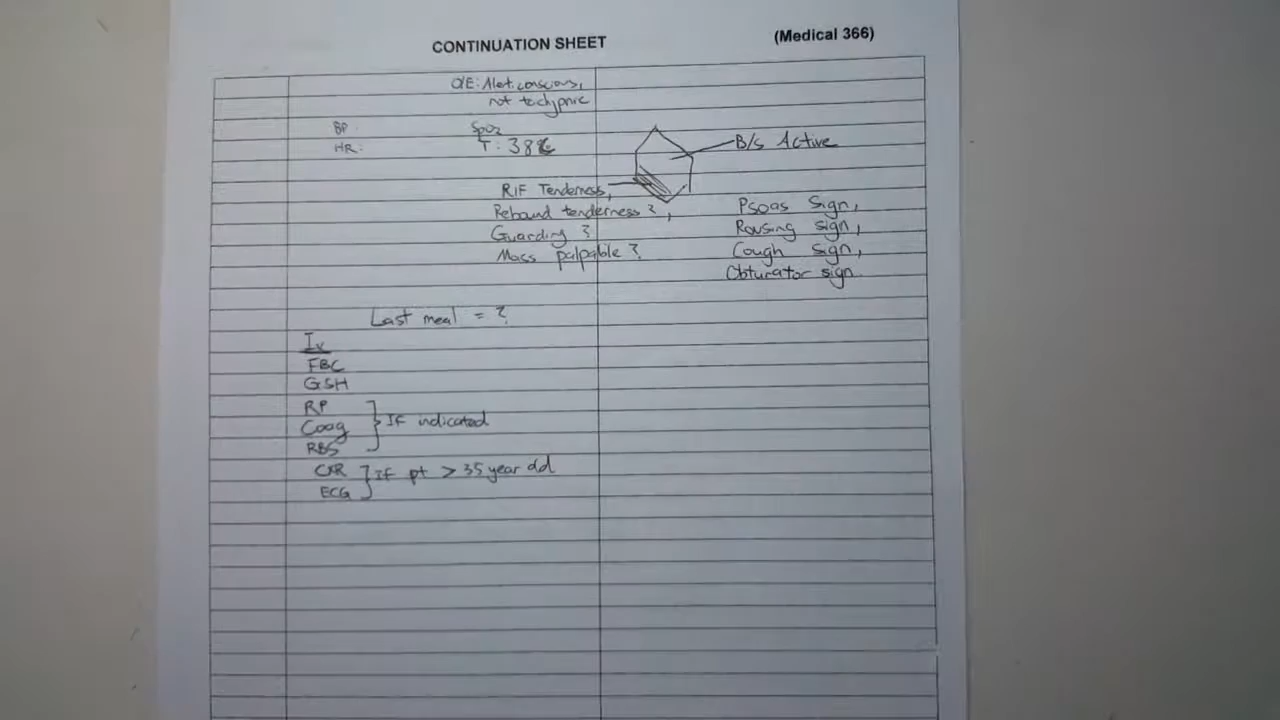 CONTINUATION SHEET
(Medical 366)
O/E: Alert, conscious,
not tachypnic
BP: SpO2
HR: T: 38°C
B/s Active
RIF Tenderness,
Rebound tenderness?,
Guarding?
Mass palpable?
Psoas sign,
Rousing sign,
Cough sign,
Obturator sign
Last meal = ?
Ix
FBC
GSH
RP
Coag
RBS
If indicated
CXR
ECG
If pt > 35 year old